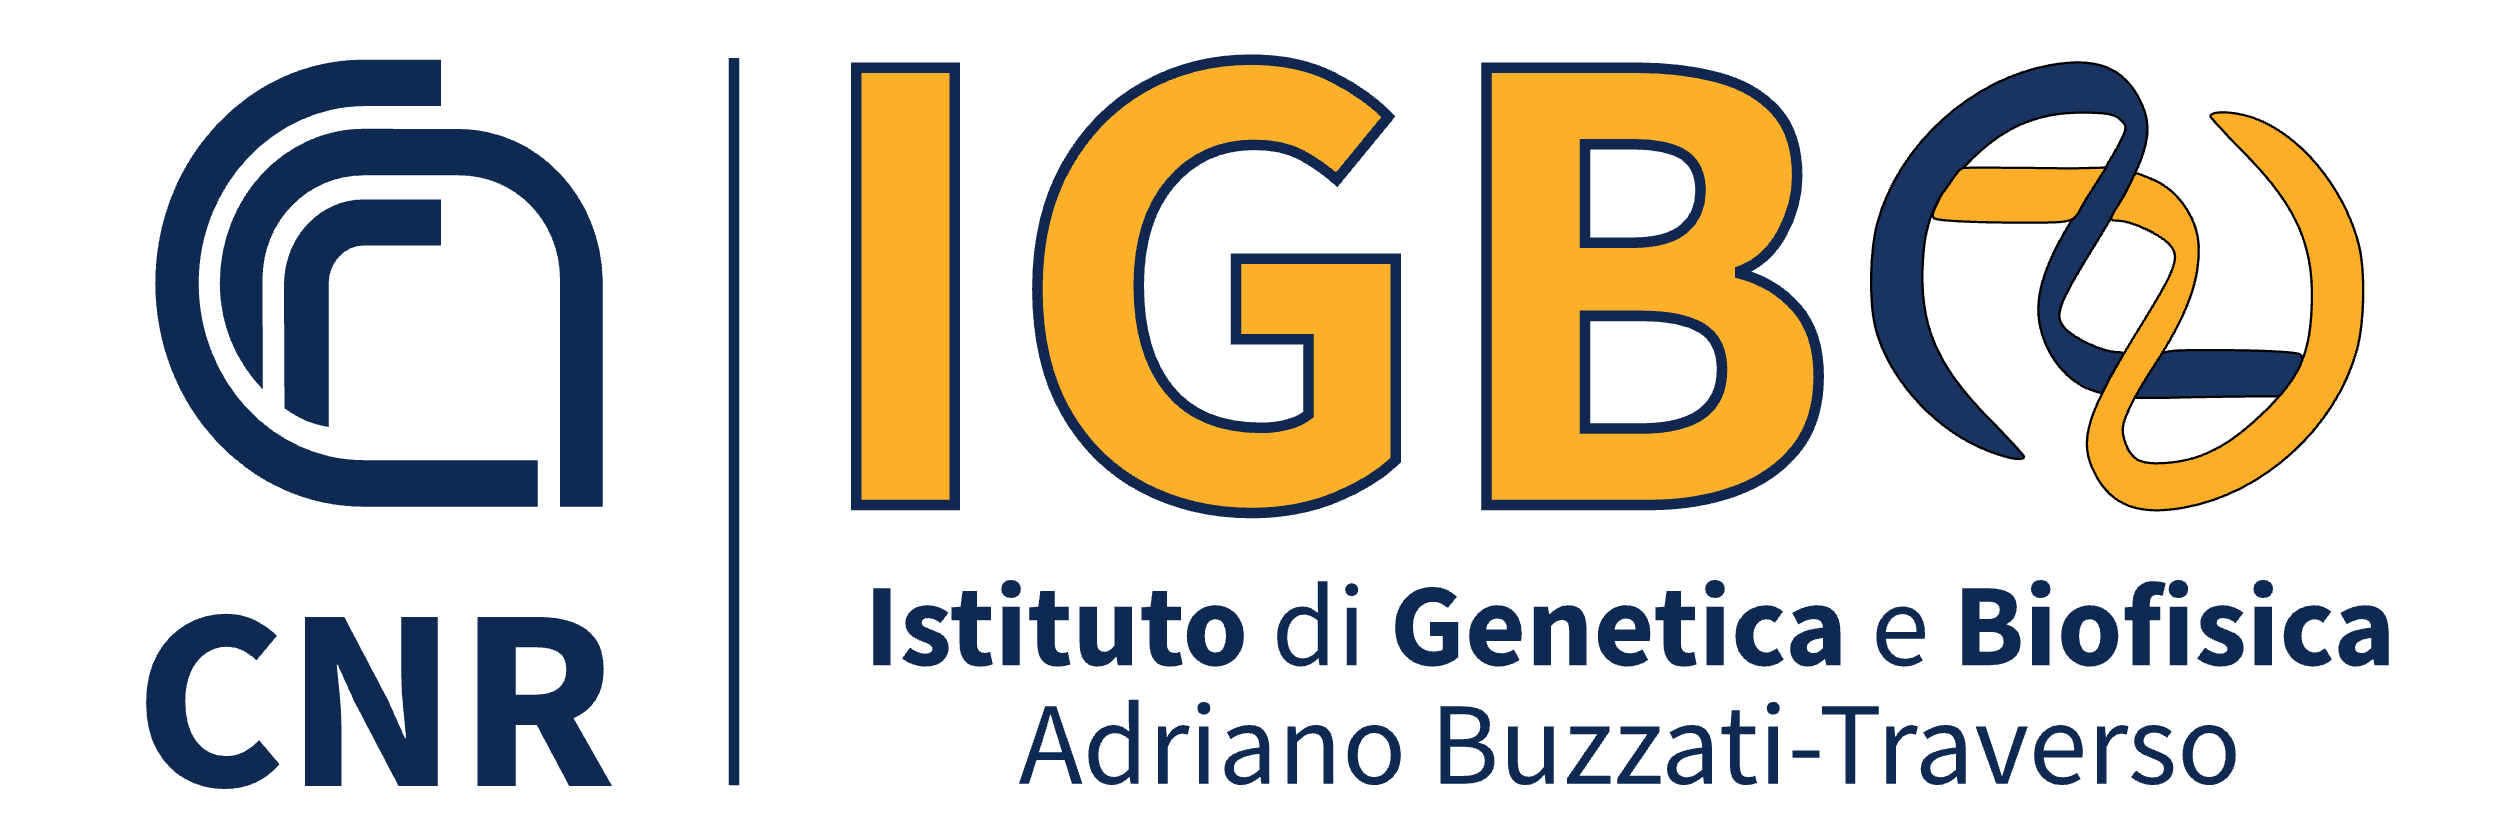 CNR
IGB
Istituto di Genetica e Biofisica
Adriano Buzzati-Traverso